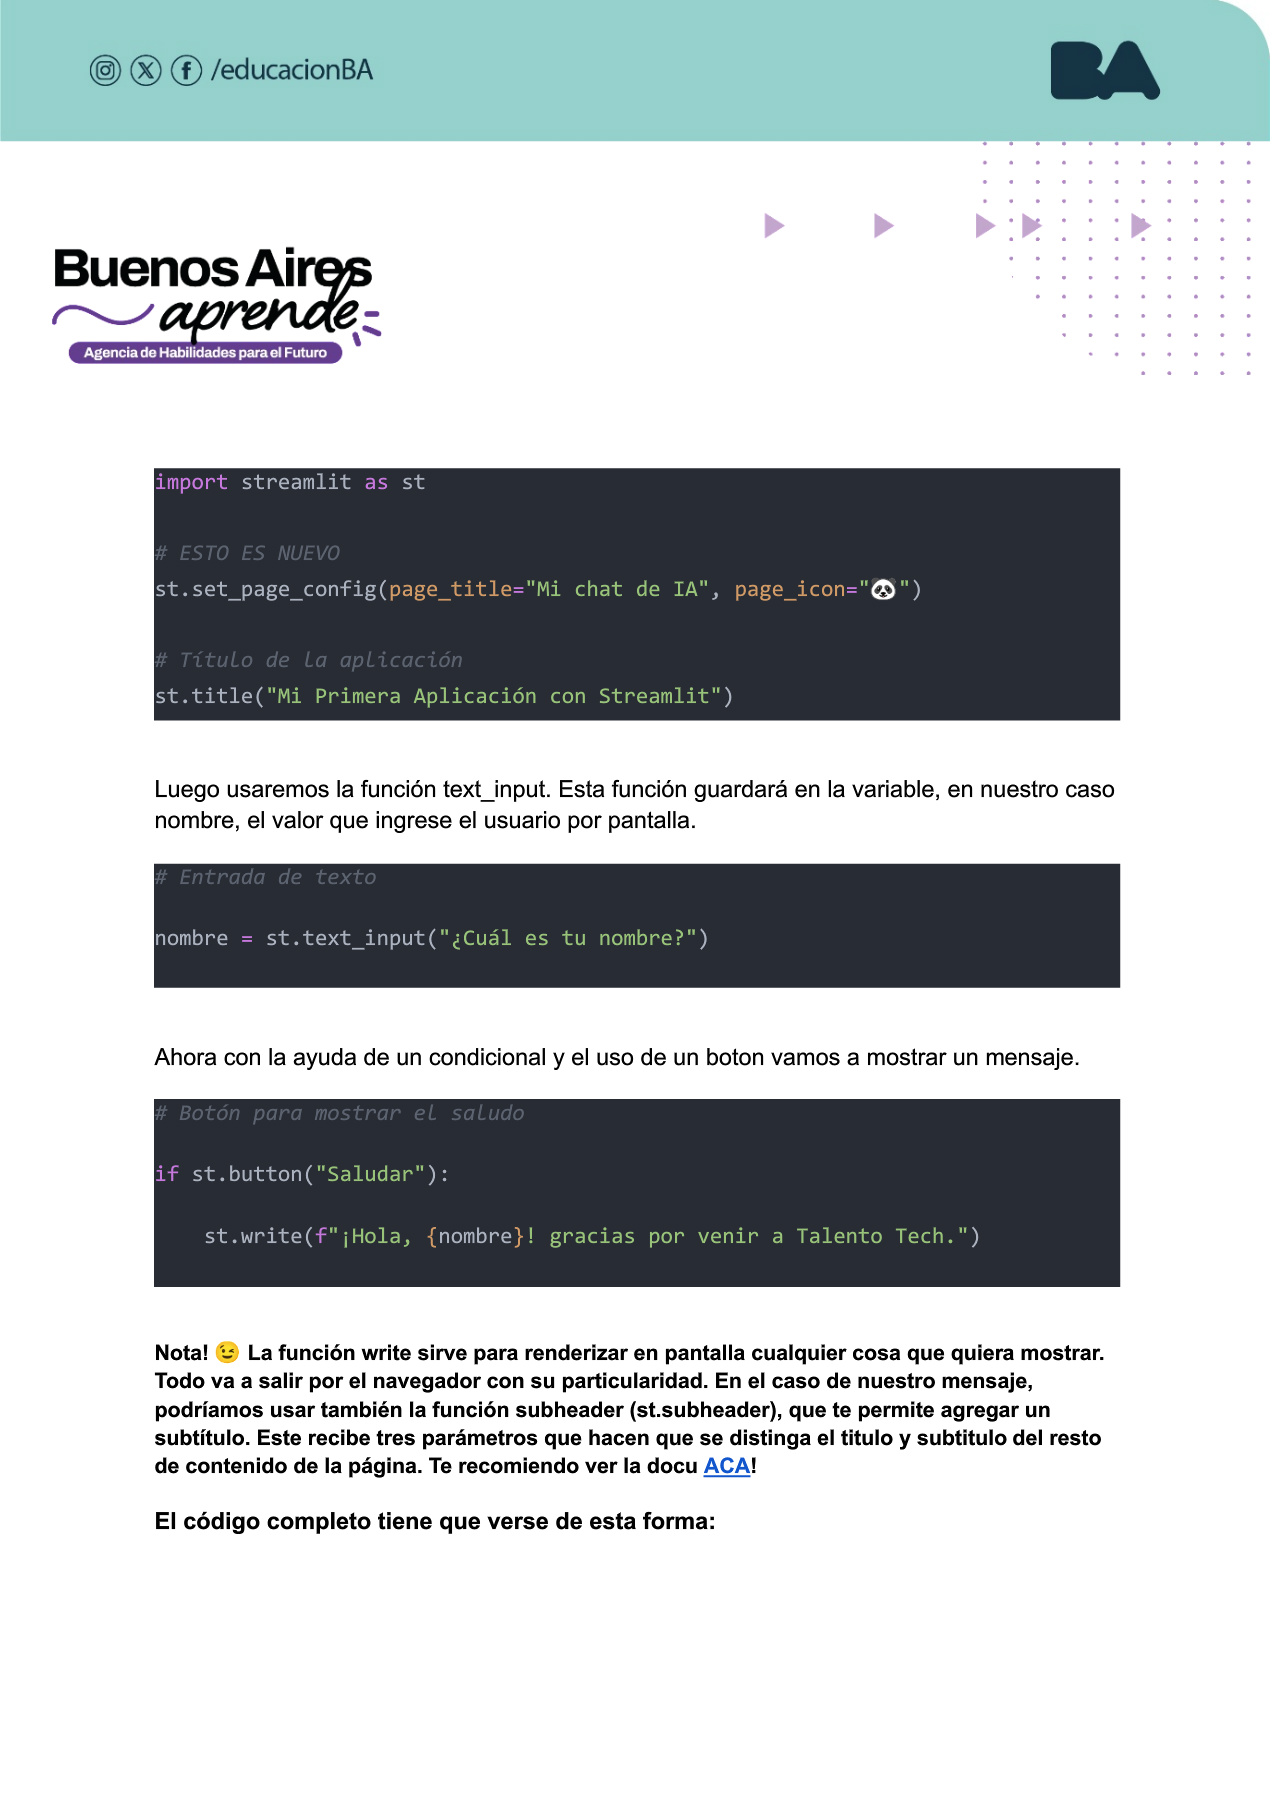 /educacionBA
BA
Buenos Aires
aprende
Agencia de Habilidades para el Futuro
import streamlit as st
# ESTO ES NUEVO
st.set_page_config(page_title="Mi chat de IA", page_icon="🐼")
# Título de la aplicación
st.title("Mi Primera Aplicación con Streamlit")
Luego usaremos la función text_input. Esta función guardará en la variable, en nuestro caso
nombre, el valor que ingrese el usuario por pantalla.
# Entrada de texto
nombre = st.text_input("¿Cuál es tu nombre?")
Ahora con la ayuda de un condicional y el uso de un boton vamos a mostrar un mensaje.
# Botón para mostrar el saludo
if st.button("Saludar"):
    st.write(f"¡Hola, {nombre}! gracias por venir a Talento Tech.")
Nota! 😉 La función write sirve para renderizar en pantalla cualquier cosa que quiera mostrar.
Todo va a salir por el navegador con su particularidad. En el caso de nuestro mensaje,
podríamos usar también la función subheader (st.subheader), que te permite agregar un
subtítulo. Este recibe tres parámetros que hacen que se distinga el titulo y subtitulo del resto
de contenido de la página. Te recomiendo ver la docu ACA!
El código completo tiene que verse de esta forma: